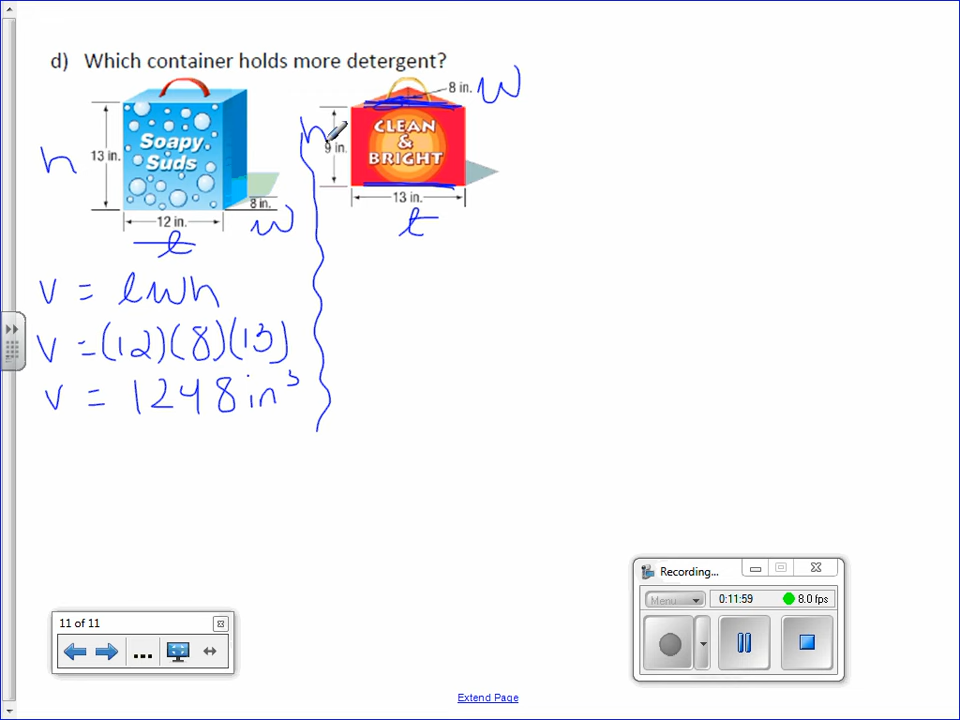 d) Which container holds more detergent?
8 in.
w
h
13 in.
Soapy
Suds
8 in.
12 in.
w
l
h
9 in.
CLEAN
&
BRIGHT
13 in.
l
v = lwh
v = (12)(8)(13)
v = 1248 in³
Recording...
Menu
0:11:59
8.0 fps
11 of 11
...
Extend Page